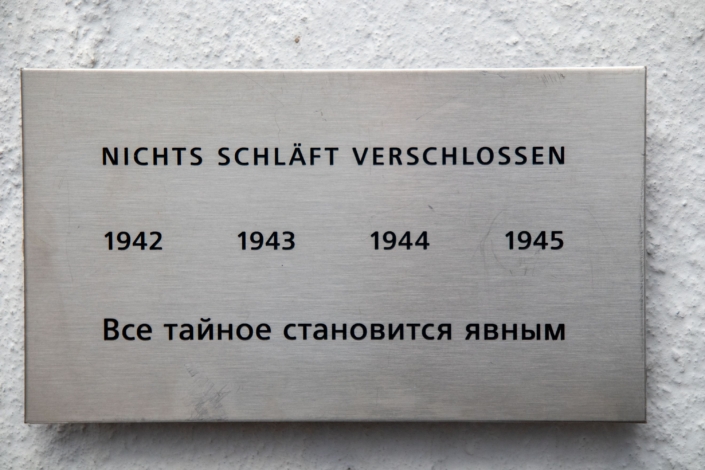 NICHTS SCHLÄFT VERSCHLOSSEN
1942 1943 1944 1945
Все тайное становится явным